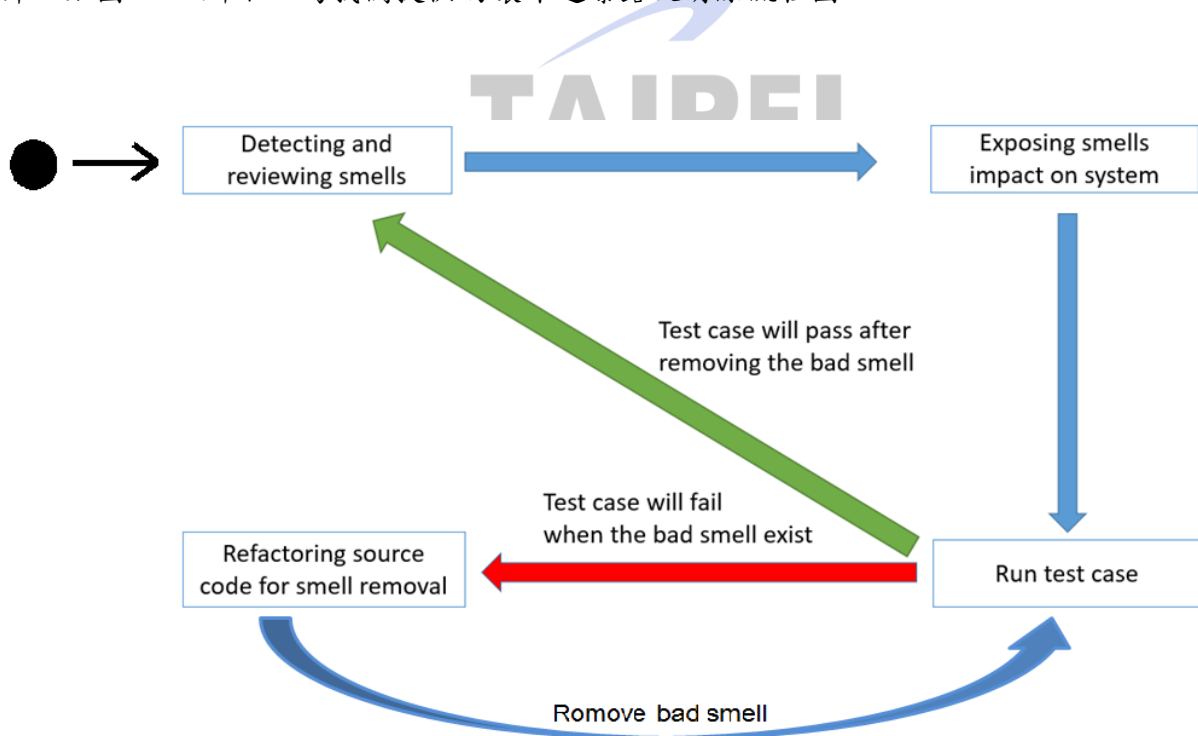 TAIPEI
Detecting and
reviewing smells
Exposing smells
impact on system
Test case will pass after
removing the bad smell
Test case will fail
when the bad smell exist
Refactoring source
code for smell removal
Run test case
Romove bad smell